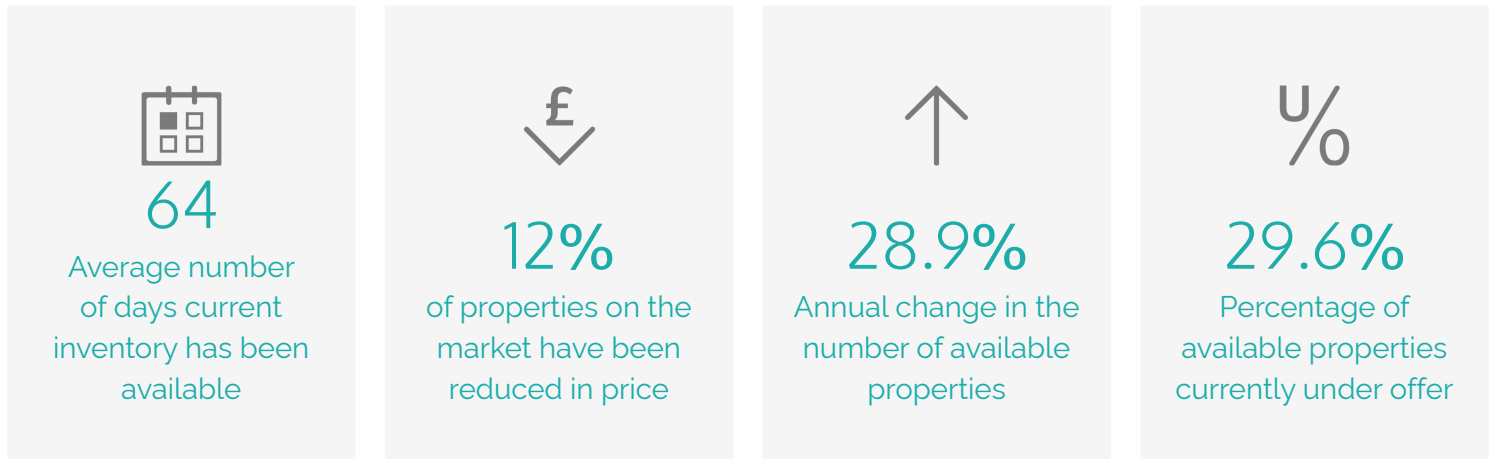 64
Average number
of days current
inventory has been
available
£
12%
of properties on the
market have been
reduced in price
28.9%
Annual change in the
number of available
properties
U/O
29.6%
Percentage of
available properties
currently under offer